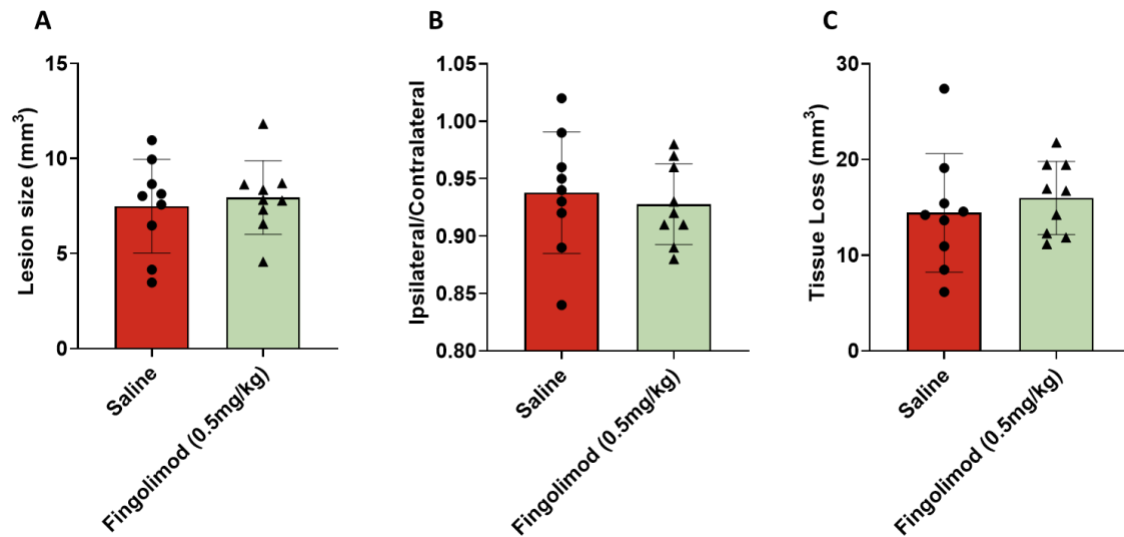 A
Lesion size (mm³)
15
10
5
0
Saline
Fingolimod (0.5mg/kg)
B
Ipsilateral/Contralateral
1.05
1.00
0.95
0.90
0.85
0.80
Saline
Fingolimod (0.5mg/kg)
C
Tissue Loss (mm³)
30
20
10
0
Saline
Fingolimod (0.5mg/kg)